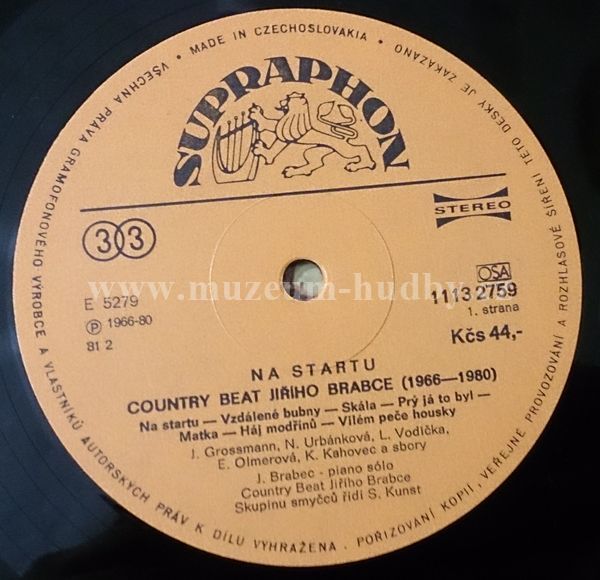 VŠECHNA PRÁVA GRAMOFONOVÉHO VÝROBCE A VLASTNÍKŮ AUTORSKÝCH PRÁV K DÍLU VYHRAŽENA . POŘIZOVÁNÍ KOPIÍ , VEŘEJNÉ PROVOZOVÁNÍ A ROZHLASOVÉ ŠÍŘENÍ TÉTO DESKY JE ZAKÁZÁNO · MADE IN CZECHOSLOVAKIA ·
SUPRAPHON
33
STEREO
E 5279
Ⓟ 1966-80
81 2
OSA
1113 2759
1. strana
Kčs 44,-
www.muzeum-hudby.cz
NA STARTU
COUNTRY BEAT JIŘÍHO BRABCE (1966—1980)
Na startu — Vzdálené bubny — Skála — Prý já to byl —
Matka — Háj modřínů — Vilém peče housky
J. Grossmann, N. Urbánková, L. Vodička,
E. Olmerová, K. Kahovec a sbory
J. Brabec - piano sólo
Country Beat Jiřího Brabce
Skupinu smyčců řídí S. Kunst